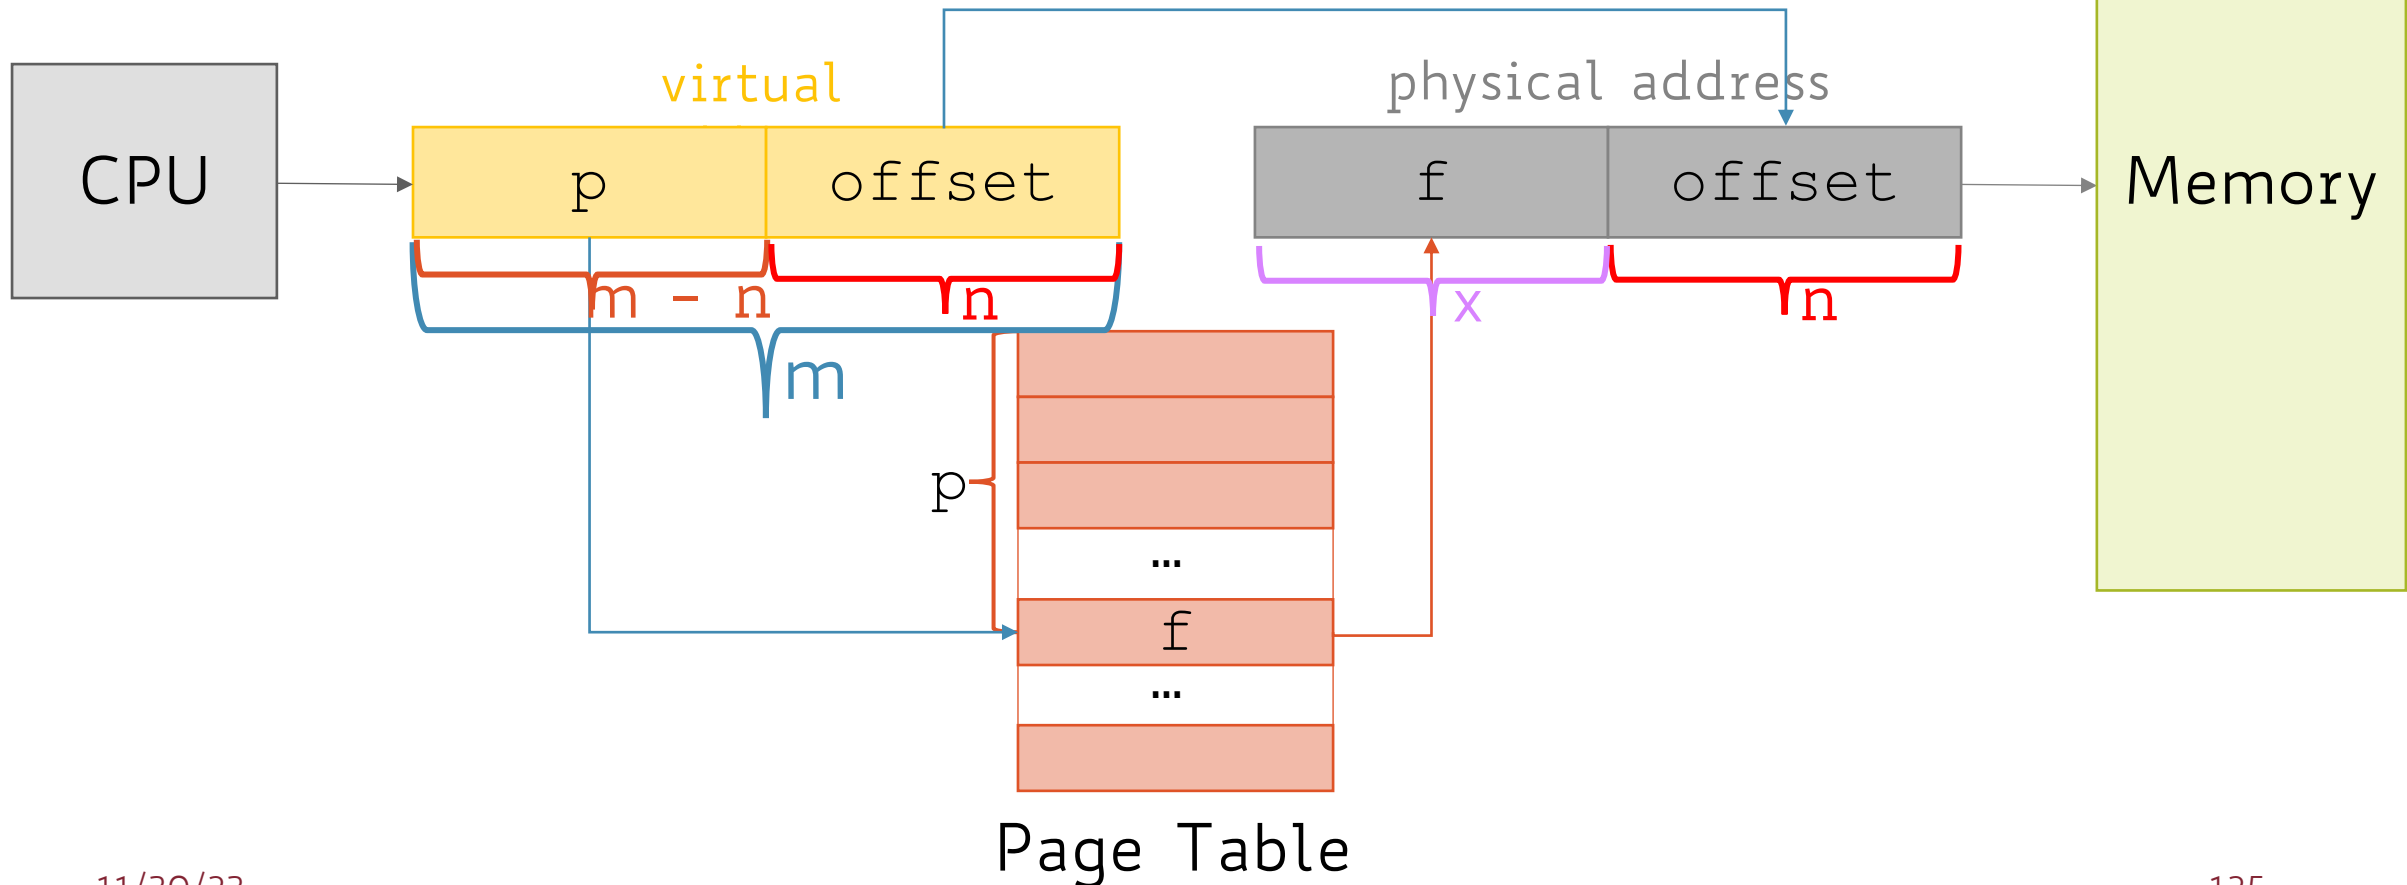 virtual
physical address
CPU
p
offset
f
offset
Memory
m - n
n
x
n
m
p
…
f
…
Page Table